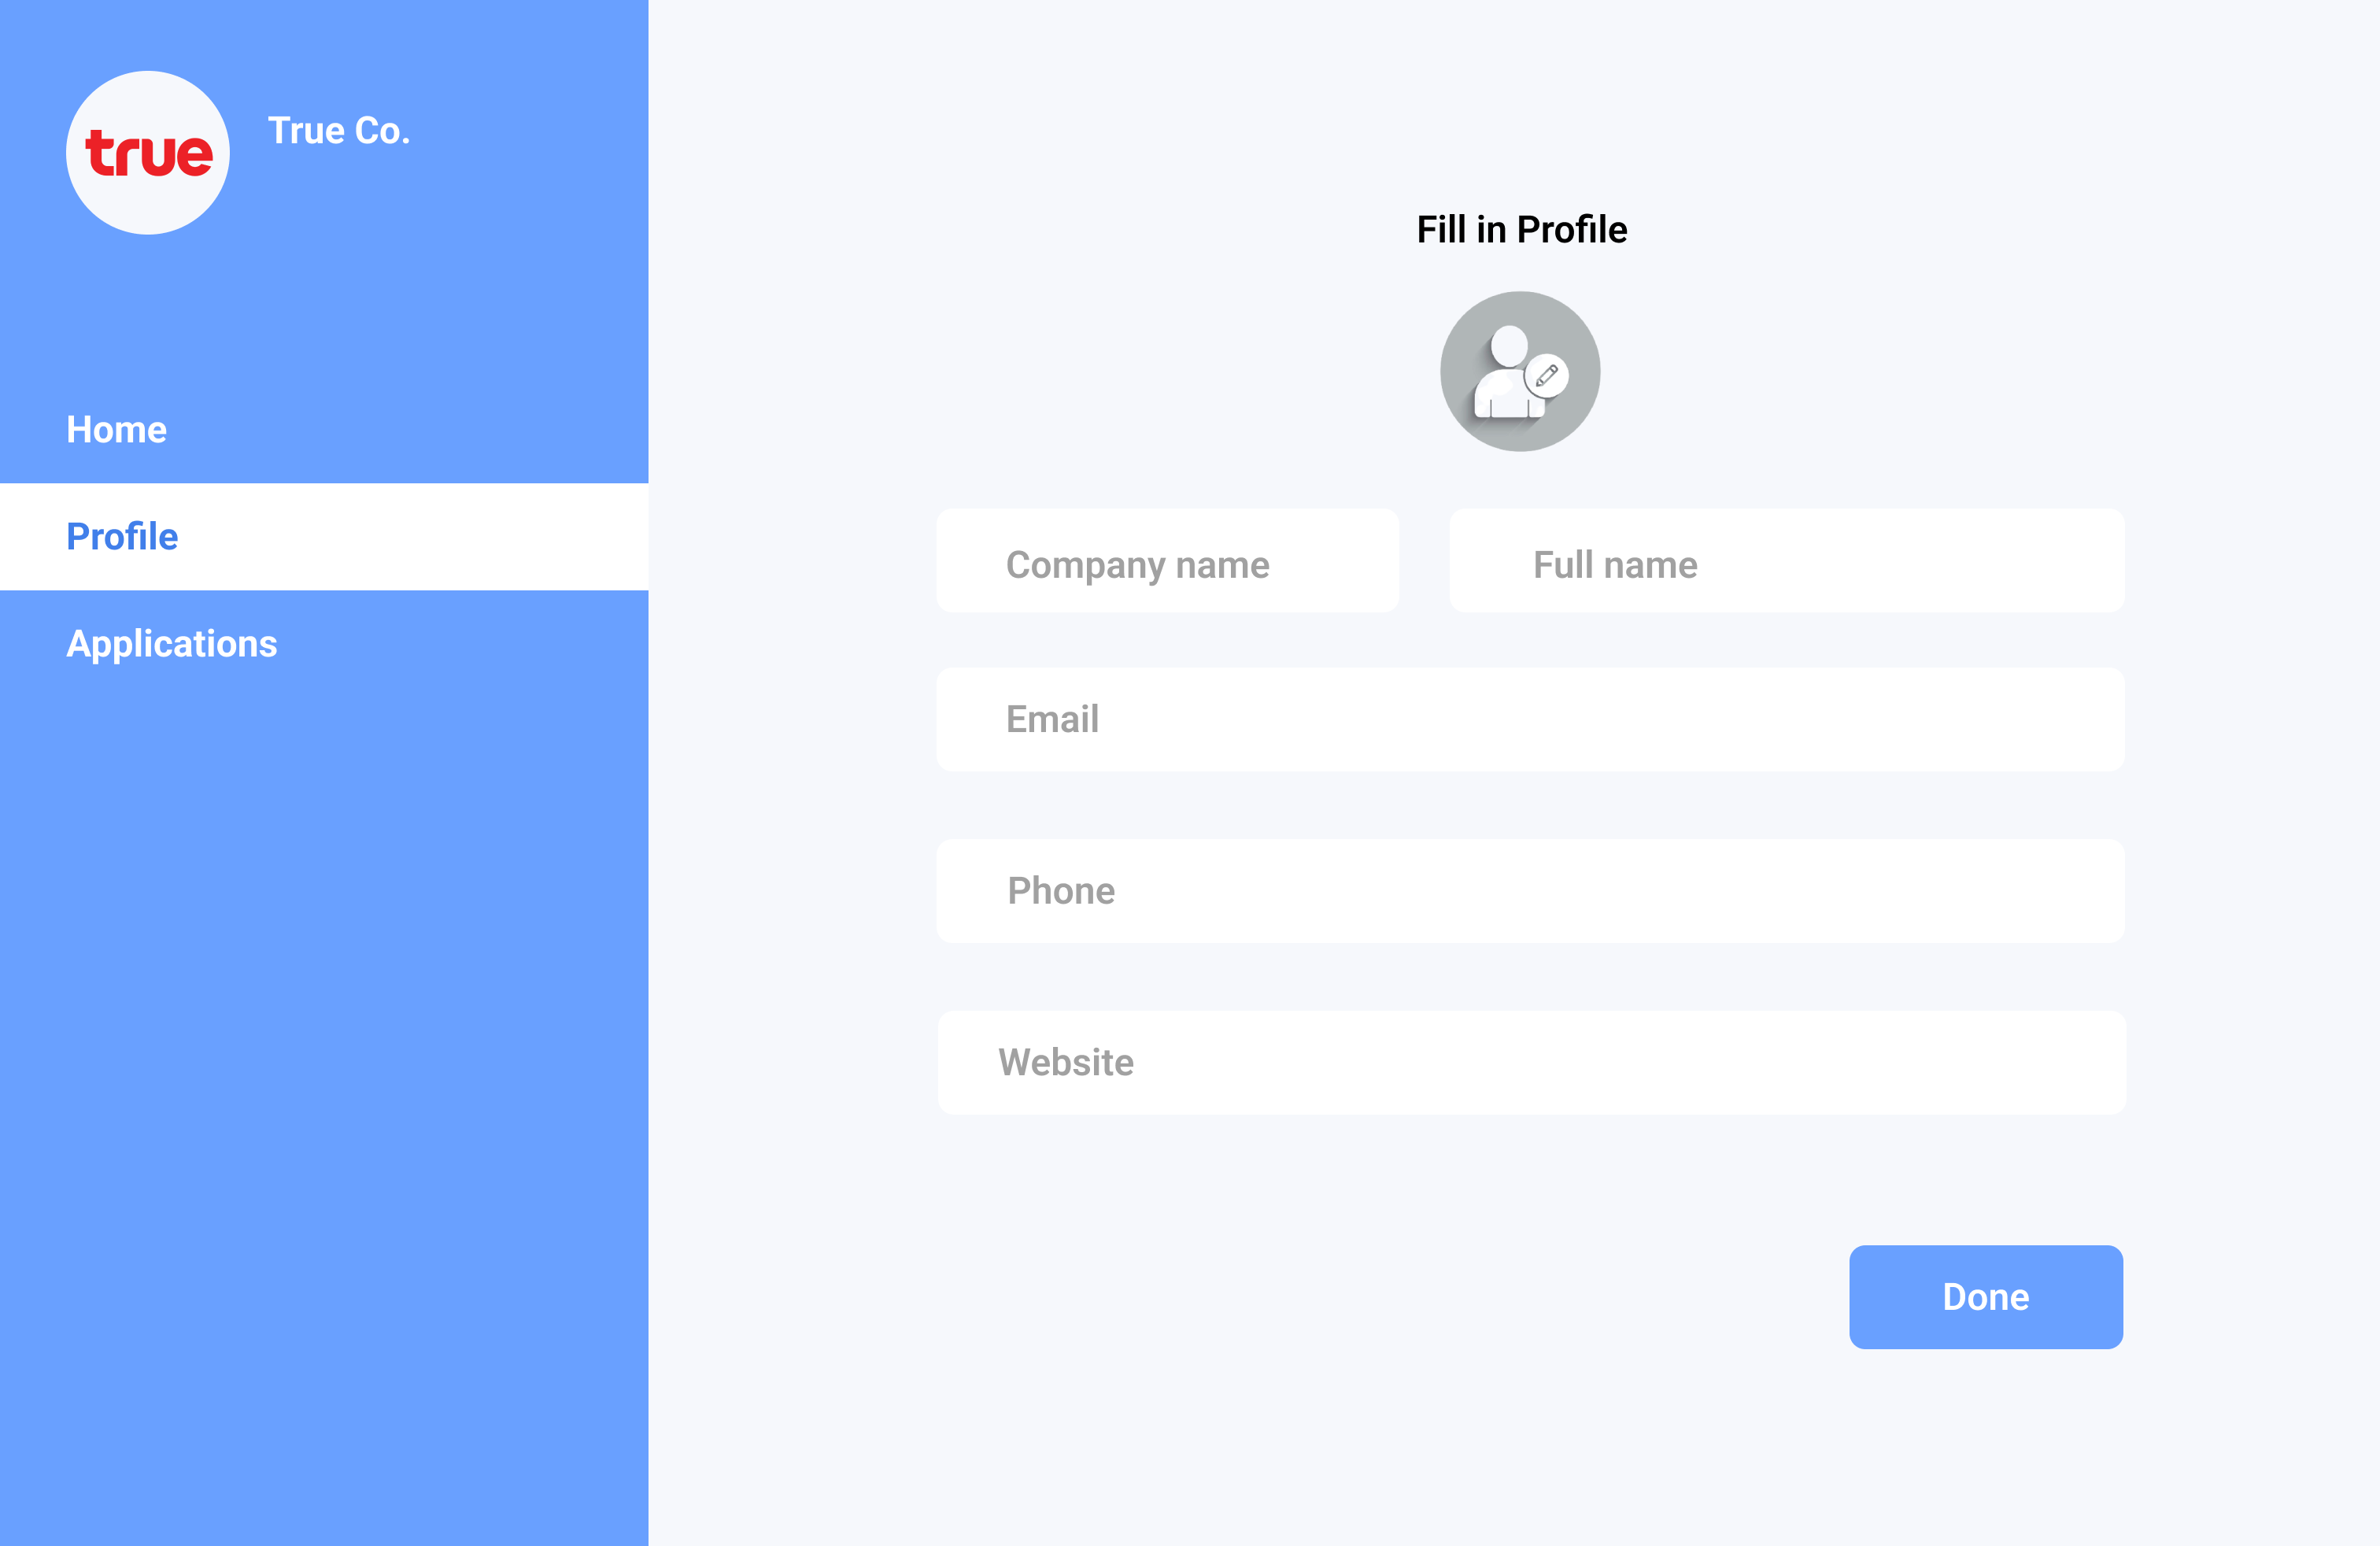 true
True Co.
Home
Profile
Applications
Fill in Profile
Company name
Full name
Email
Phone
Website
Done